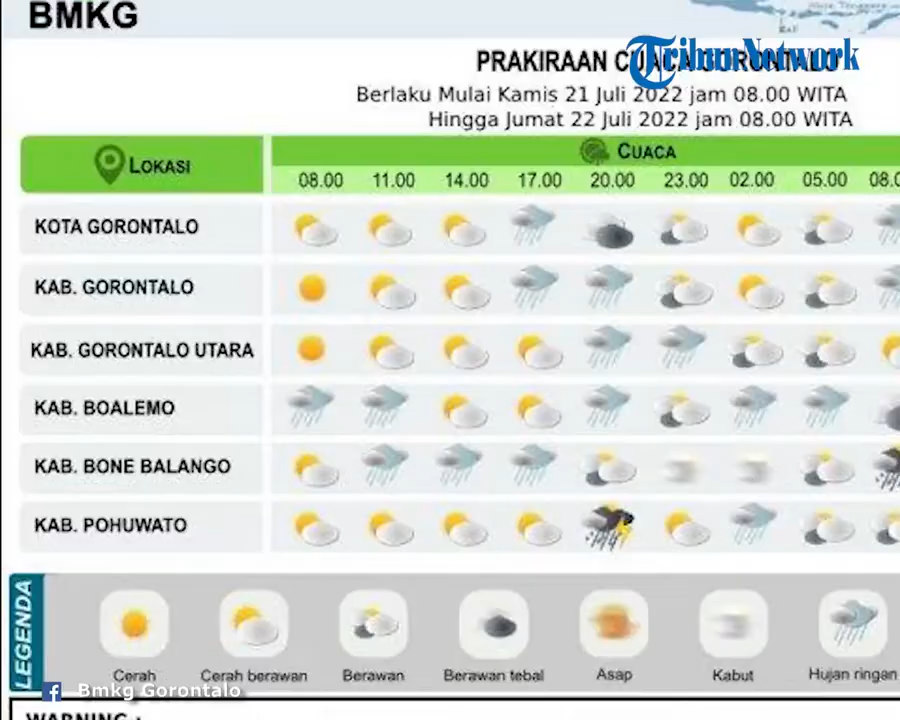 BMKG
Tribun Network
PRAKIRAAN CUACA GORONTALO
Berlaku Mulai Kamis 21 Juli 2022 jam 08.00 WITA
Hingga Jumat 22 Juli 2022 jam 08.00 WITA
LOKASI
CUACA
08.00 11.00 14.00 17.00 20.00 23.00 02.00 05.00 08.0
KOTA GORONTALO
KAB. GORONTALO
KAB. GORONTALO UTARA
KAB. BOALEMO
KAB. BONE BALANGO
KAB. POHUWATO
LEGENDA
Cerah Cerah berawan Berawan Berawan tebal Asap Kabut Hujan ringan
Bmkg Gorontalo
WARNING :